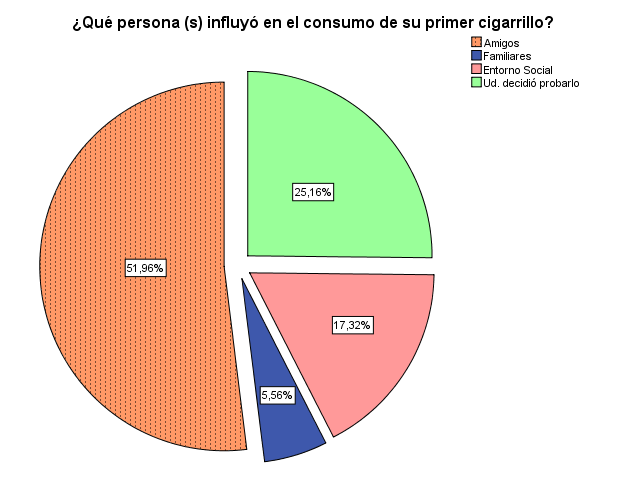 ¿Qué persona (s) influyó en el consumo de su primer cigarrillo?
Amigos
Familiares
Entorno Social
Ud. decidió probarlo
25,16%
51,96%
17,32%
5,56%